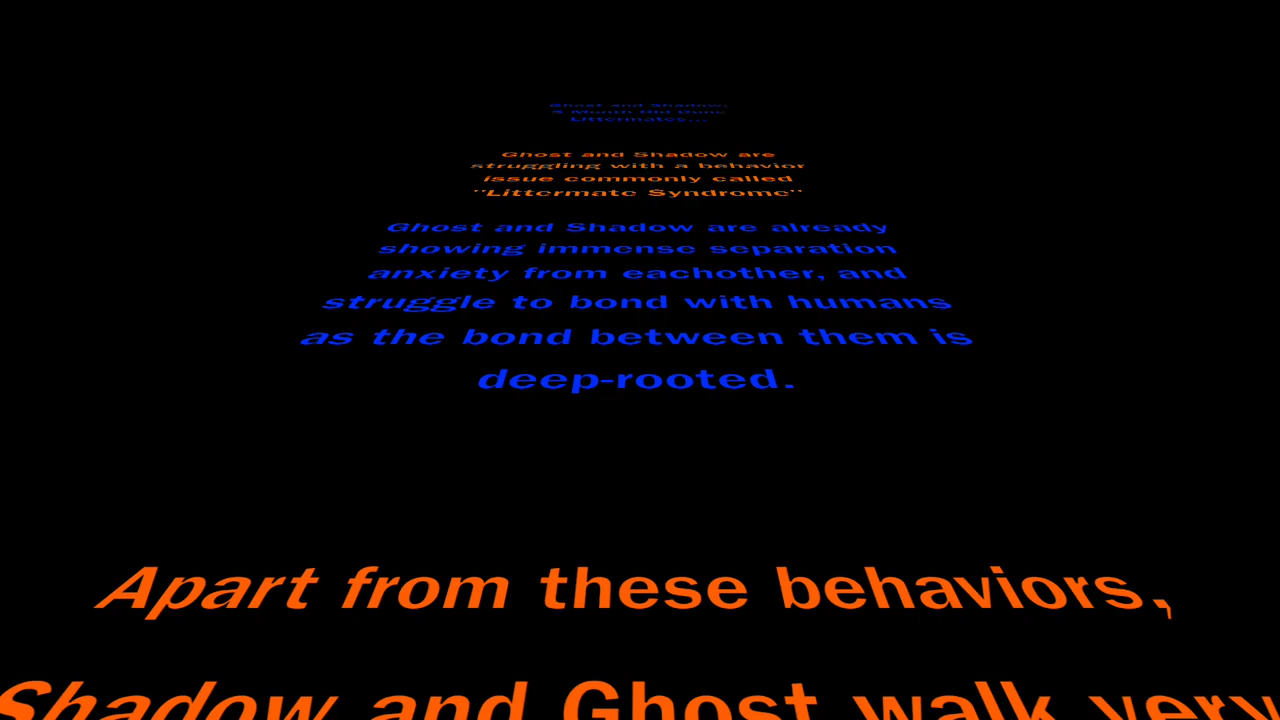 Ghost and Shadow,
5 Month Old Dane
Littermates...
Ghost and Shadow are
struggling with a behavior
issue commonly called
"Littermate Syndrome"
Ghost and Shadow are already
showing immense separation
anxiety from eachother, and
struggle to bond with humans
as the bond between them is
deep-rooted.
Apart from these behaviors,
Shadow and Ghost walk very